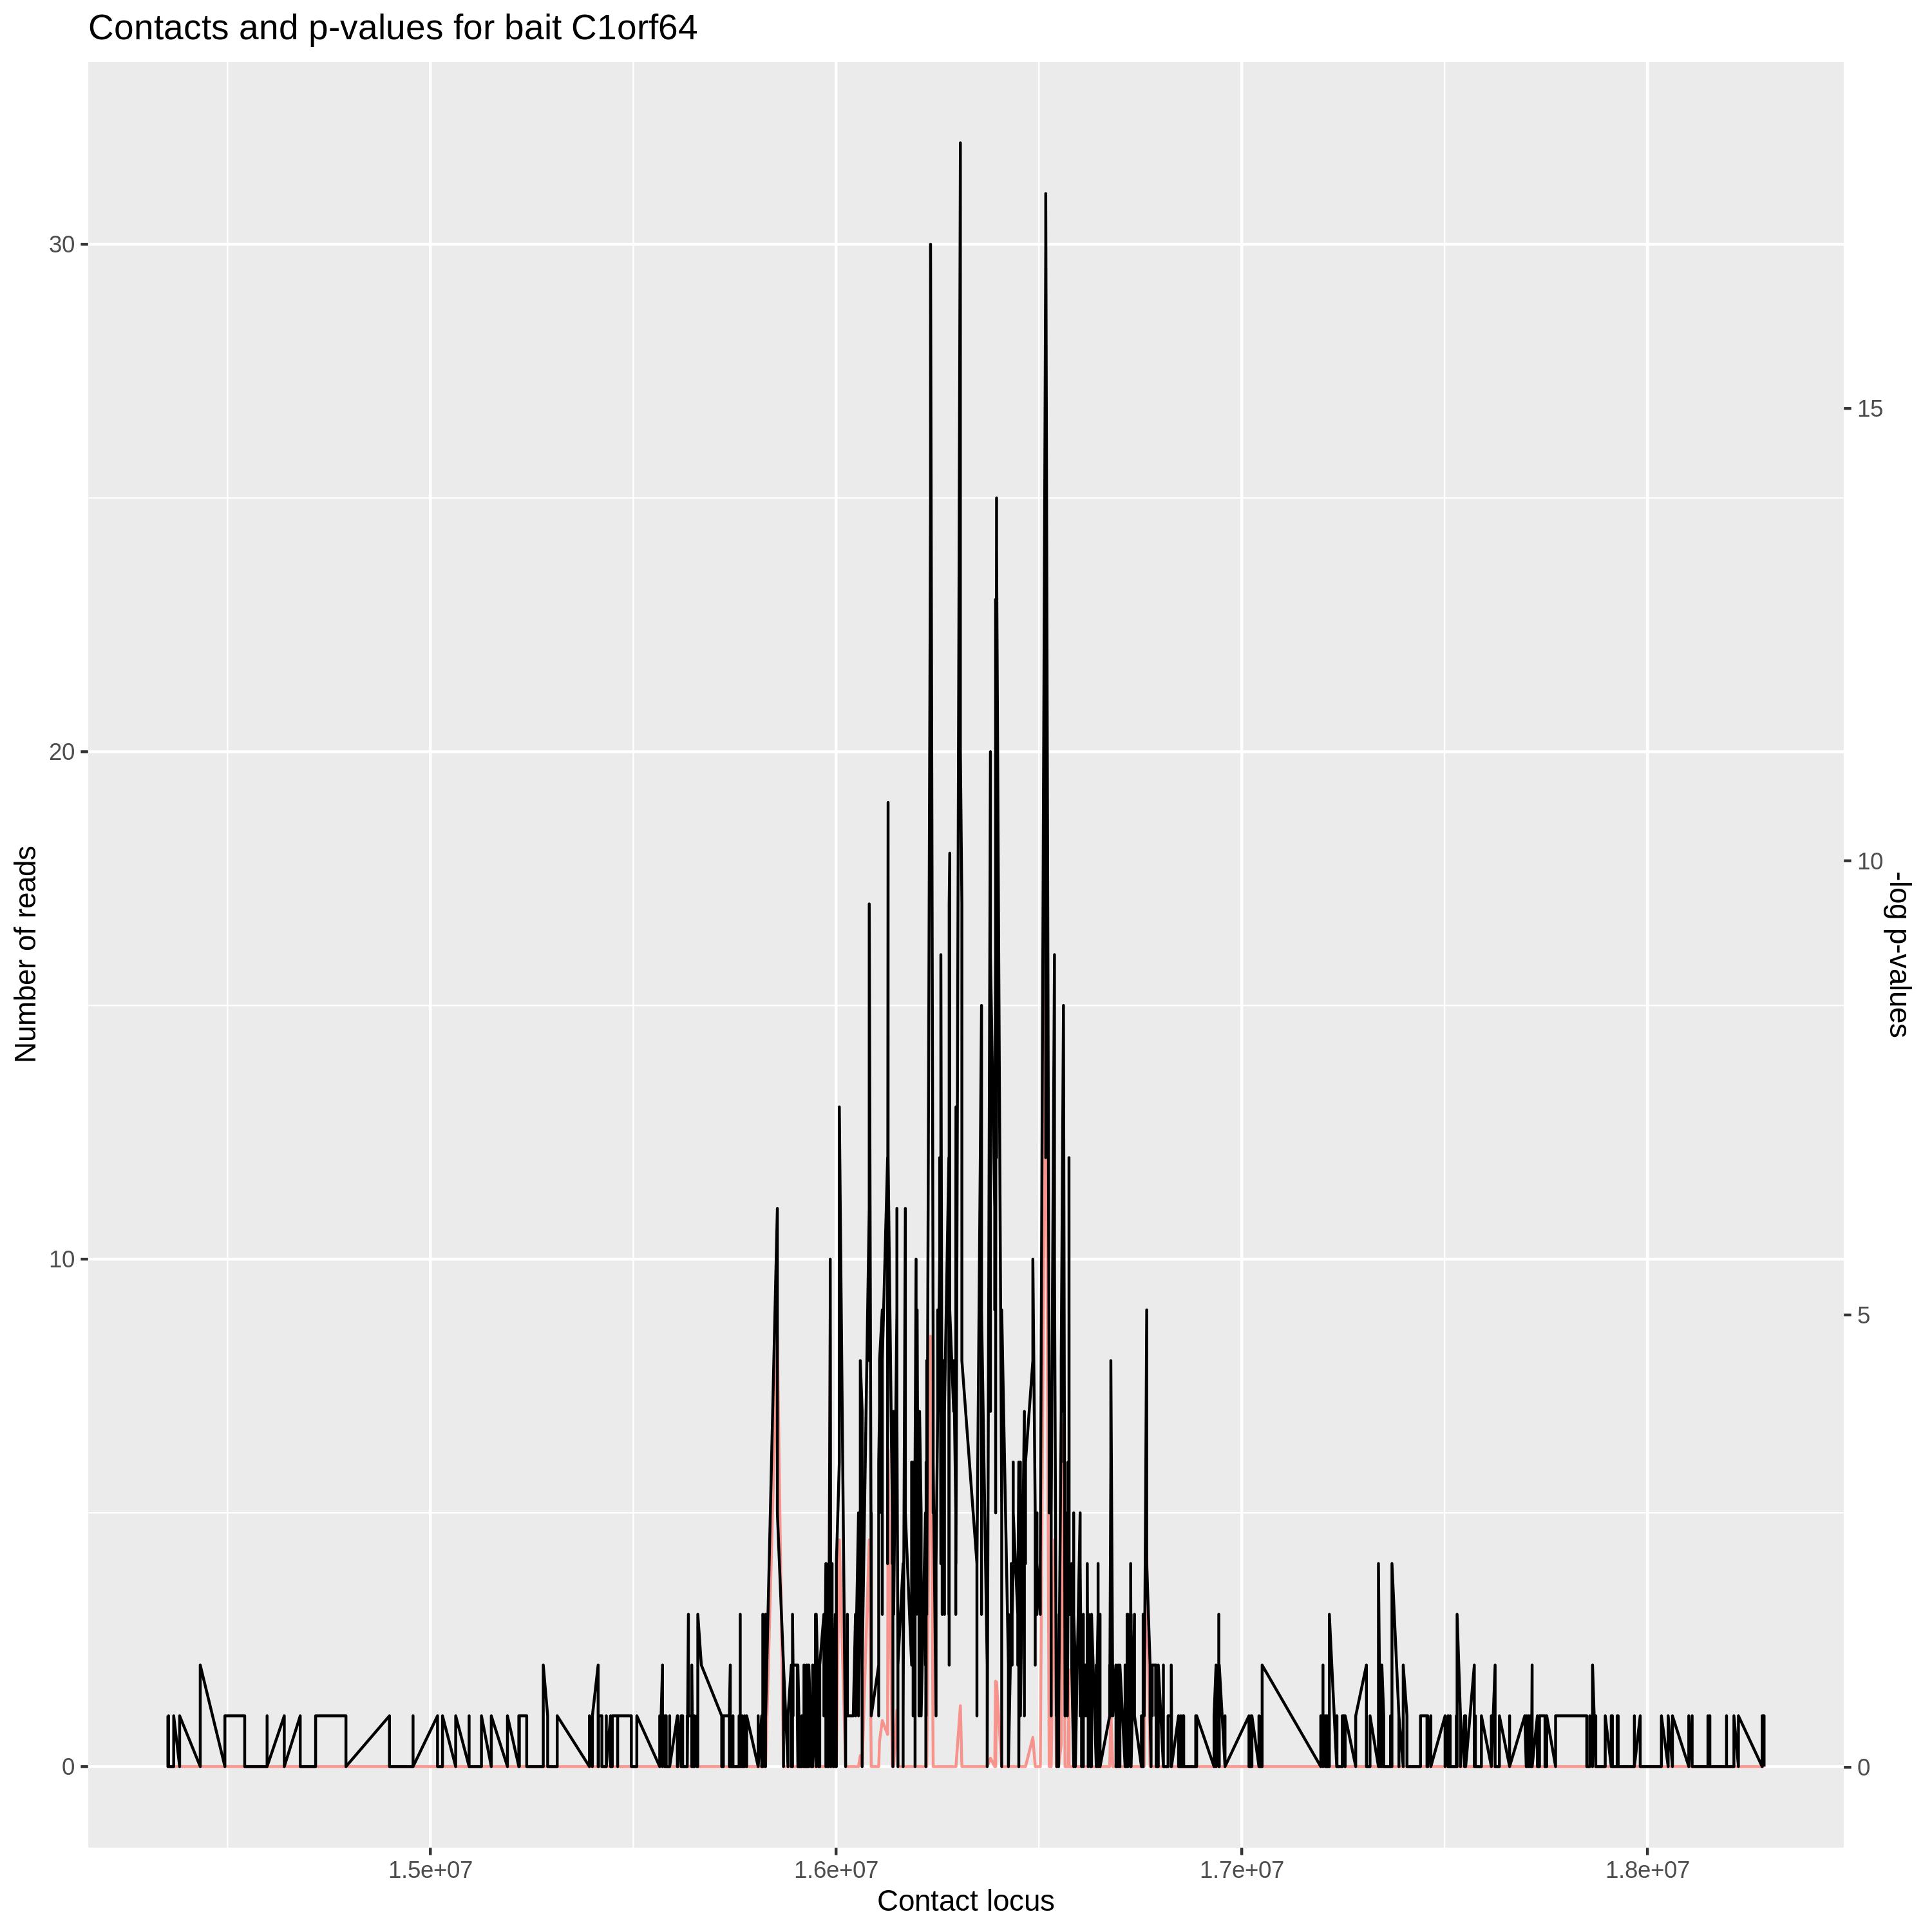 Contacts and p-values for bait C1orf64
30
20
10
0
Number of reads
15
10
5
0
-log p-values
1.5e+07 1.6e+07 1.7e+07 1.8e+07
Contact locus